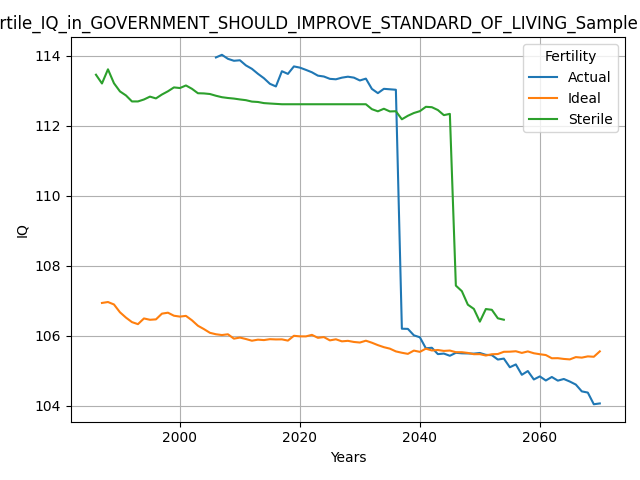 rtile_IQ_in_GOVERNMENT_SHOULD_IMPROVE_STANDARD_OF_LIVING_Sample
Fertility
Actual
Ideal
Sterile
IQ
114
112
110
108
106
104
2000 2020 2040 2060
Years